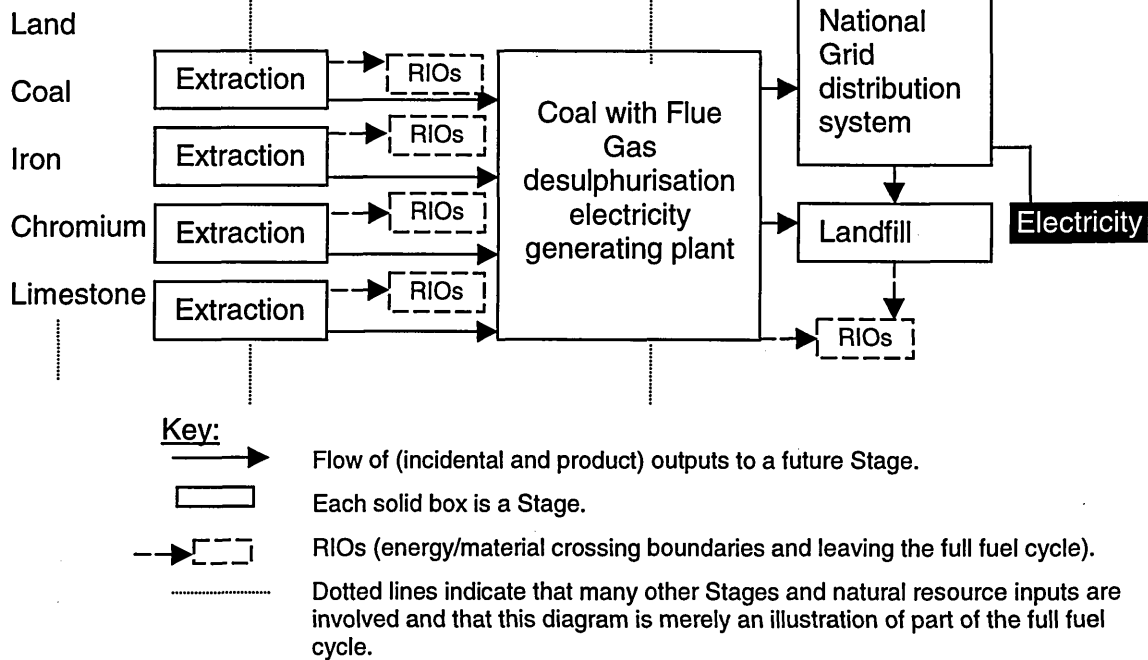 Land
Coal
Iron
Chromium
Limestone
Extraction
RIOs
Extraction
RIOs
Extraction
RIOs
Extraction
RIOs
Coal with Flue
Gas
desulphurisation
electricity
generating plant
National
Grid
distribution
system
Landfill
Electricity
RIOs
Key:
Flow of (incidental and product) outputs to a future Stage.
Each solid box is a Stage.
RIOs (energy/material crossing boundaries and leaving the full fuel cycle).
Dotted lines indicate that many other Stages and natural resource inputs are
involved and that this diagram is merely an illustration of part of the full fuel
cycle.